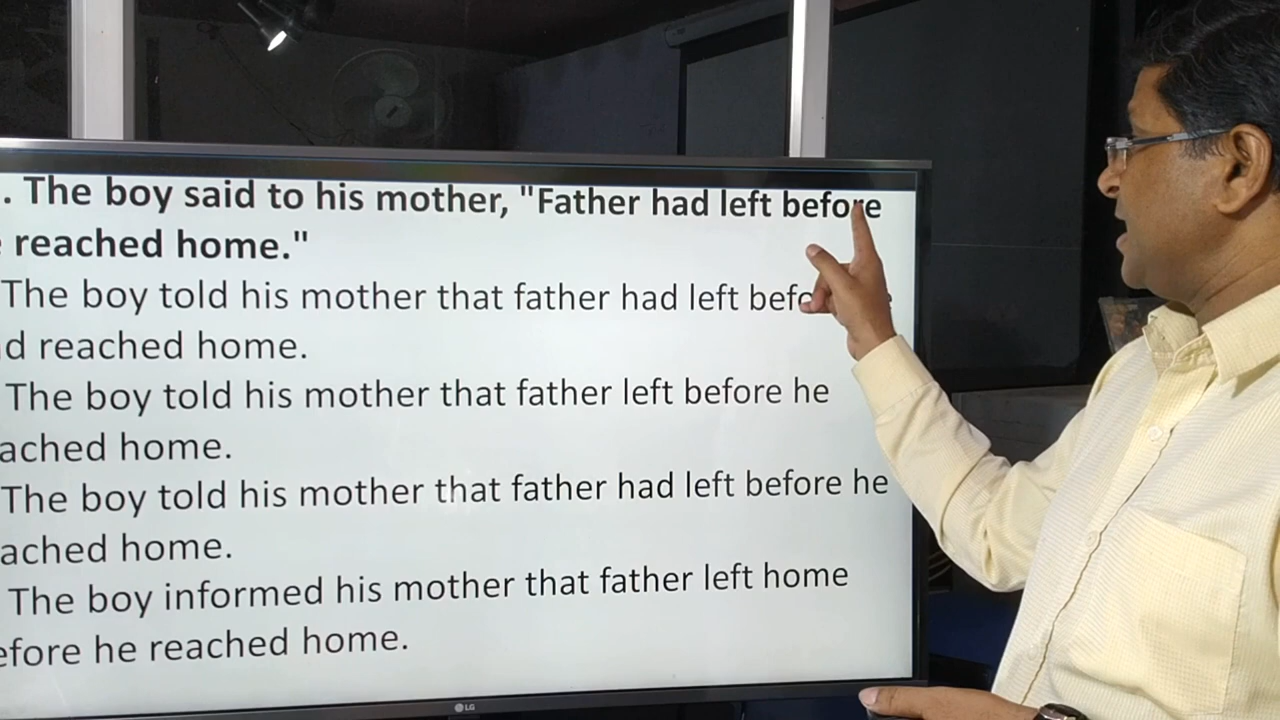 . The boy said to his mother, "Father had left before
reached home."
The boy told his mother that father had left
reached home.
The boy told his mother that father left before he
ached home.
The boy told his mother that father had left before he
ached home.
The boy informed his mother that father left home
efore he reached home.
LG